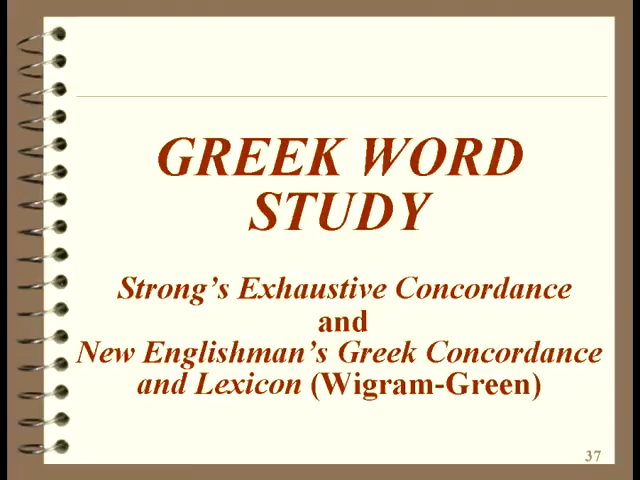 GREEK WORD
STUDY
Strong's Exhaustive Concordance
and
New Englishman's Greek Concordance
and Lexicon (Wigram-Green)
37